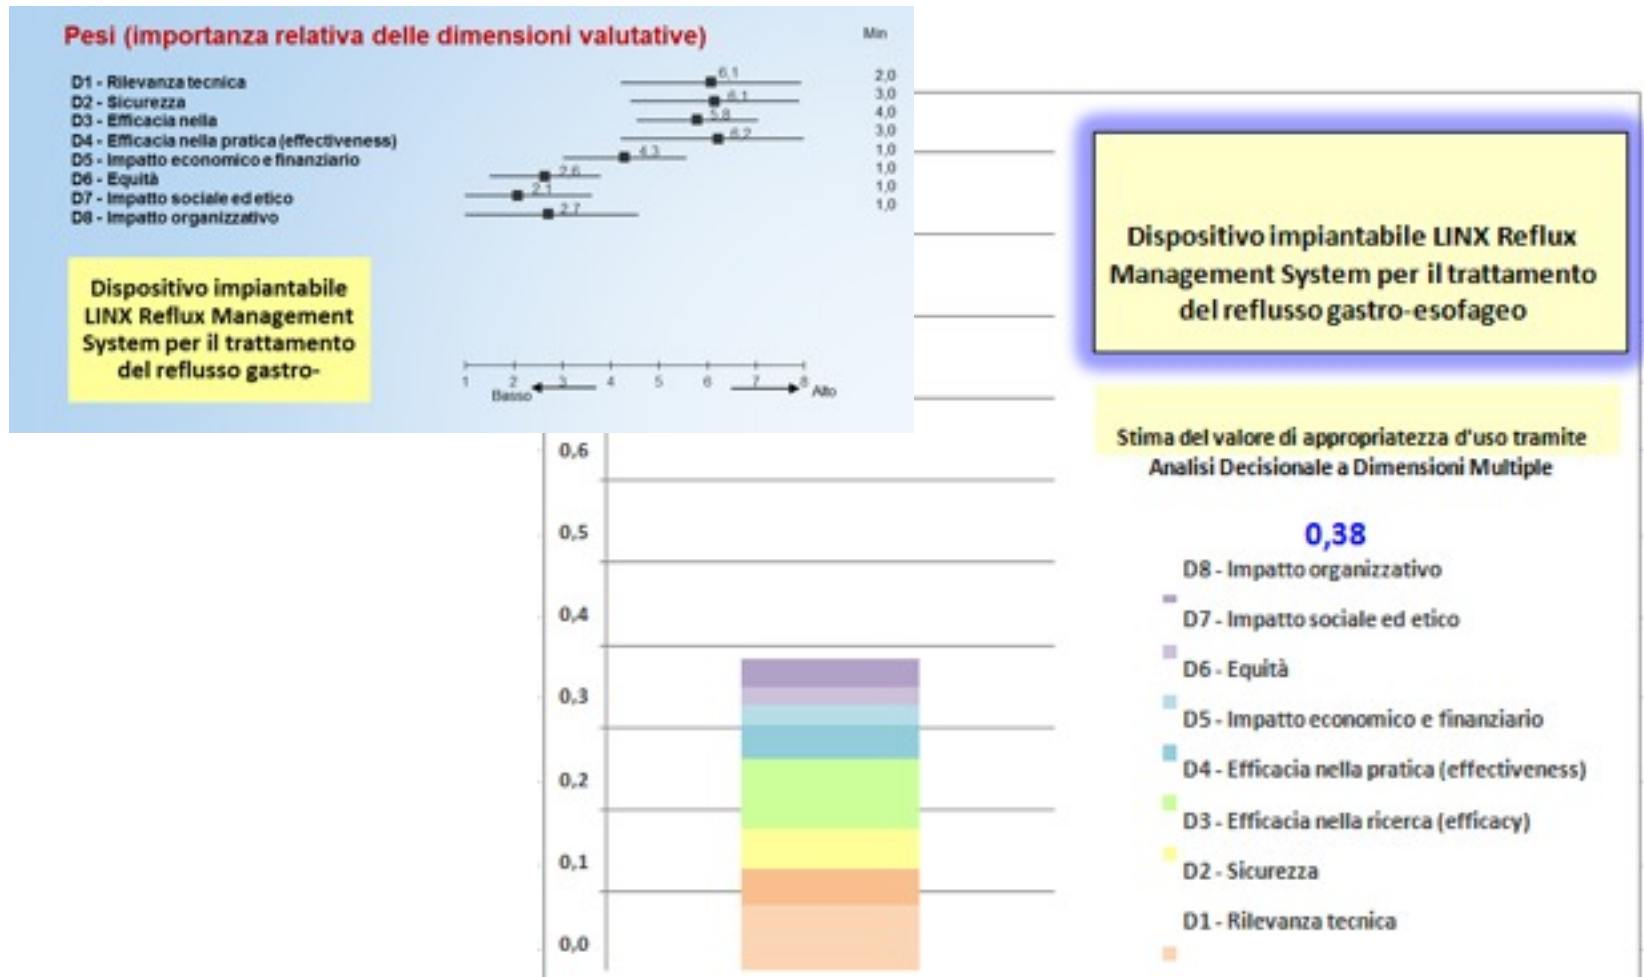 Pesi (importanza relativa delle dimensioni valutative)
Min
D1 - Rilevanza tecnica
6,1
2,0
D2 - Sicurezza
6,1
3,0
D3 - Efficacia nella
5,8
4,0
D4 - Efficacia nella pratica (effectiveness)
6,2
3,0
D5 - Impatto economico e finanziario
4,3
1,0
D6 - Equità
2,6
1,0
D7 - Impatto sociale ed etico
2,1
1,0
D8 - Impatto organizzativo
2,7
1,0
Dispositivo impiantabile
LINX Reflux Management
System per il trattamento
del reflusso gastro-
1 2 3 4 5 6 7 8
Basso
Alto
Dispositivo impiantabile LINX Reflux
Management System per il trattamento
del reflusso gastro-esofageo
Stima del valore di appropriatezza d'uso tramite
Analisi Decisionale a Dimensioni Multiple
0,38
0,6
0,5
0,4
0,3
0,2
0,1
0,0
D8 - Impatto organizzativo
D7 - Impatto sociale ed etico
D6 - Equità
D5 - Impatto economico e finanziario
D4 - Efficacia nella pratica (effectiveness)
D3 - Efficacia nella ricerca (efficacy)
D2 - Sicurezza
D1 - Rilevanza tecnica